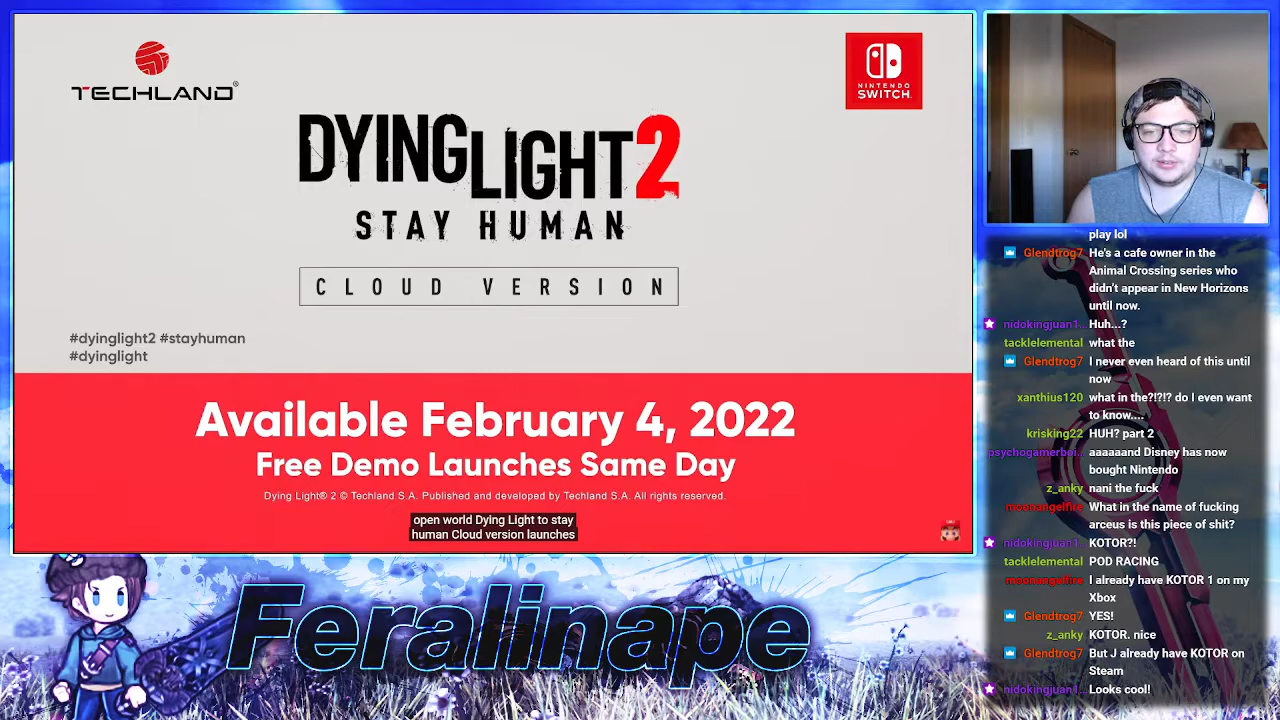 TECHLAND®
NINTENDO
SWITCH.
DYING LIGHT 2
STAY HUMAN
CLOUD VERSION
#dyinglight2 #stayhuman
#dyinglight
Available February 4, 2022
Free Demo Launches Same Day
Dying Light® 2 © Techland S.A. Published and developed by Techland S.A. All rights reserved.
open world Dying Light to stay
human Cloud version launches
Feralinape
play lol
Glendtrog7 He's a cafe owner in the
Animal Crossing series who
didn't appear in New Horizons
until now.
nidokingjuan1... Huh...?
tacklelemental what the
Glendtrog7 I never even heard of this until
now
xanthius120 what in the?!?!? do I even want
to know....
krisking22 HUH? part 2
psychogamerboi... aaaaaand Disney has now
bought Nintendo
z_anky nani the fuck
moonangelfire What in the name of fucking
arceus is this piece of shit?
nidokingjuan1... KOTOR?!
tacklelemental POD RACING
moonangelfire I already have KOTOR 1 on my
Xbox
Glendtrog7 YES!
z_anky KOTOR. nice
Glendtrog7 But J already have KOTOR on
Steam
nidokingjuan1... Looks cool!